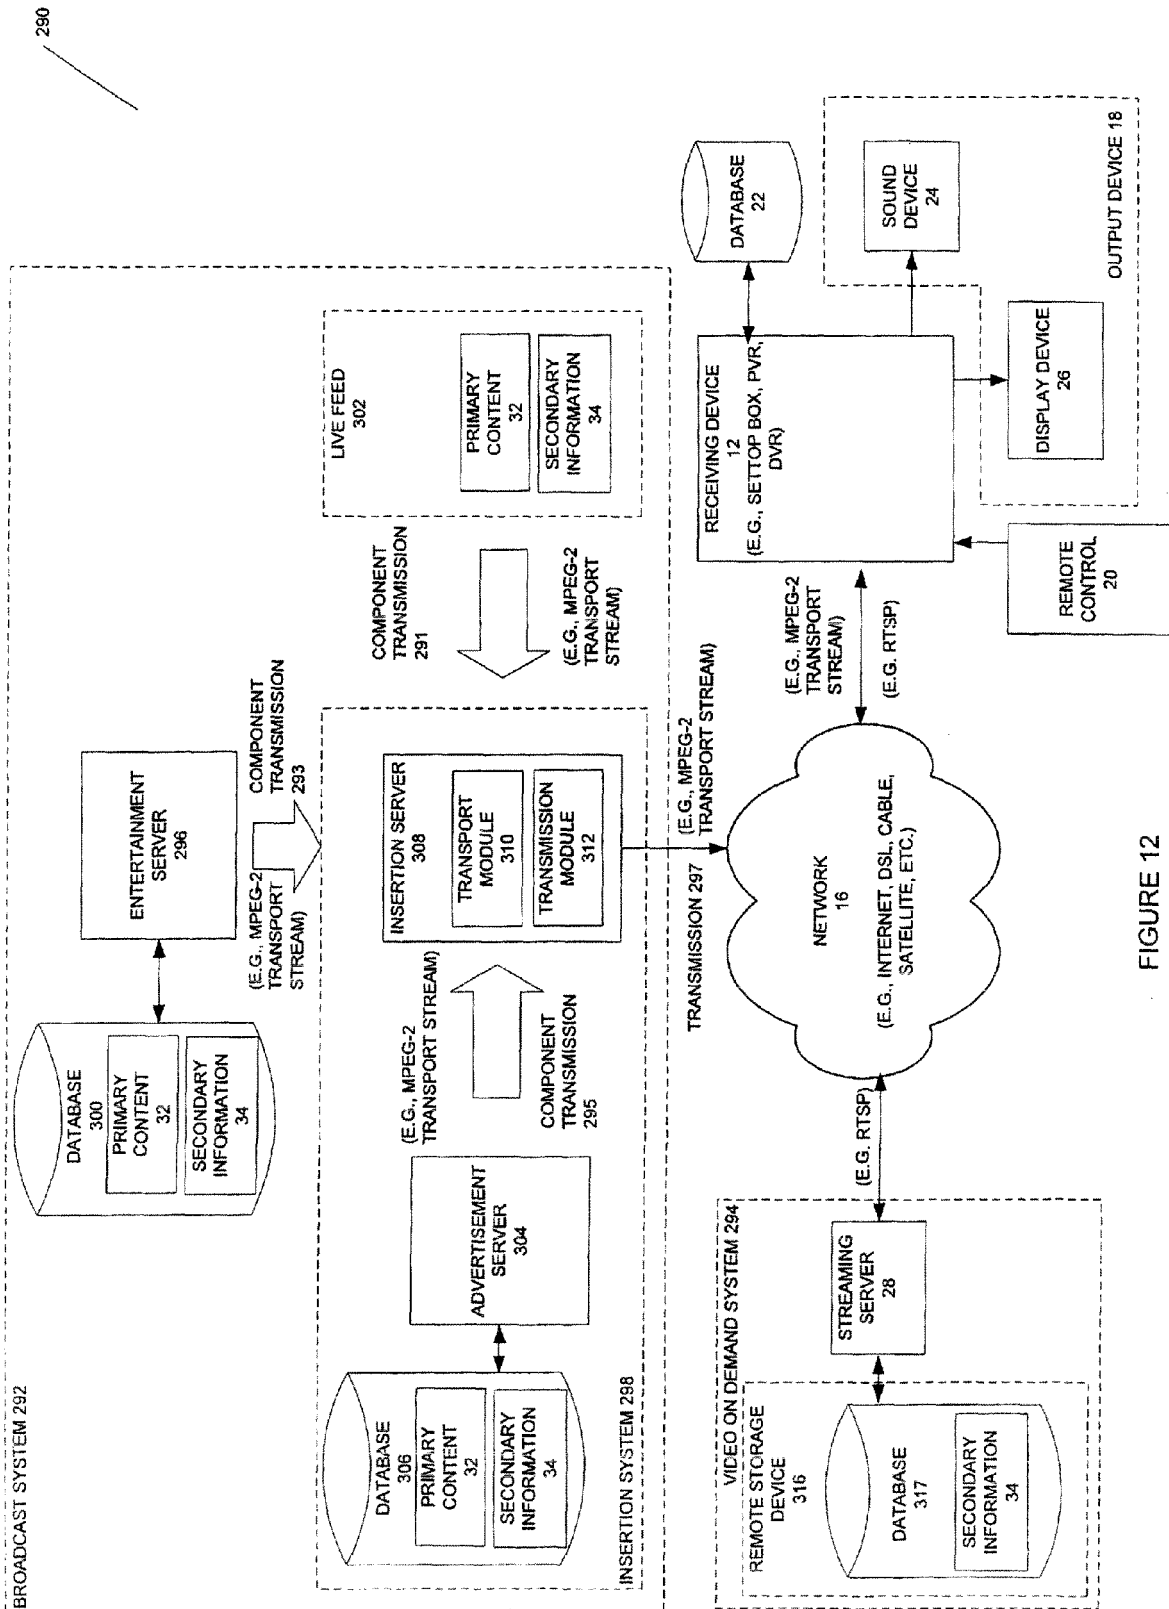 290
BROADCAST SYSTEM 292
DATABASE
300
PRIMARY
CONTENT
32
SECONDARY
INFORMATION
34
ENTERTAINMENT
SERVER
296
(E.G., MPEG-2
TRANSPORT
STREAM)
COMPONENT
TRANSMISSION
293
INSERTION SYSTEM 298
DATABASE
306
PRIMARY
CONTENT
32
SECONDARY
INFORMATION
34
ADVERTISEMENT
SERVER
304
(E.G., MPEG-2
TRANSPORT STREAM)
COMPONENT
TRANSMISSION
295
INSERTION SERVER
308
TRANSPORT
MODULE
310
TRANSMISSION
MODULE
312
COMPONENT
TRANSMISSION
291
(E.G., MPEG-2
TRANSPORT
STREAM)
LIVE FEED
302
PRIMARY
CONTENT
32
SECONDARY
INFORMATION
34
TRANSMISSION 297
(E.G., MPEG-2
TRANSPORT STREAM)
VIDEO ON DEMAND SYSTEM 294
REMOTE STORAGE
DEVICE
316
DATABASE
317
SECONDARY
INFORMATION
34
STREAMING
SERVER
28
(E.G. RTSP)
NETWORK
16
(E.G., INTERNET, DSL, CABLE,
SATELLITE, ETC.)
(E.G., MPEG-2
TRANSPORT
STREAM)
(E.G. RTSP)
RECEIVING DEVICE
12
(E.G., SETTOP BOX, PVR,
DVR)
DATABASE
22
REMOTE
CONTROL
20
SOUND
DEVICE
24
DISPLAY DEVICE
26
OUTPUT DEVICE 18
FIGURE 12